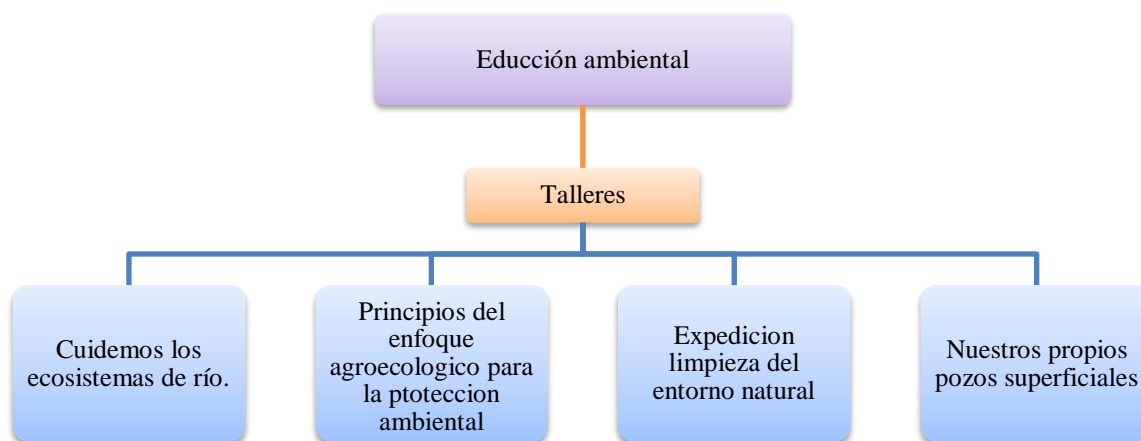 Educción ambiental
Talleres
Cuidemos los
ecosistemas de río.
Principios del
enfoque
agroecologico para
la ptoteccion
ambiental
Expedicion
limpieza del
entorno natural
Nuestros propios
pozos superficiales